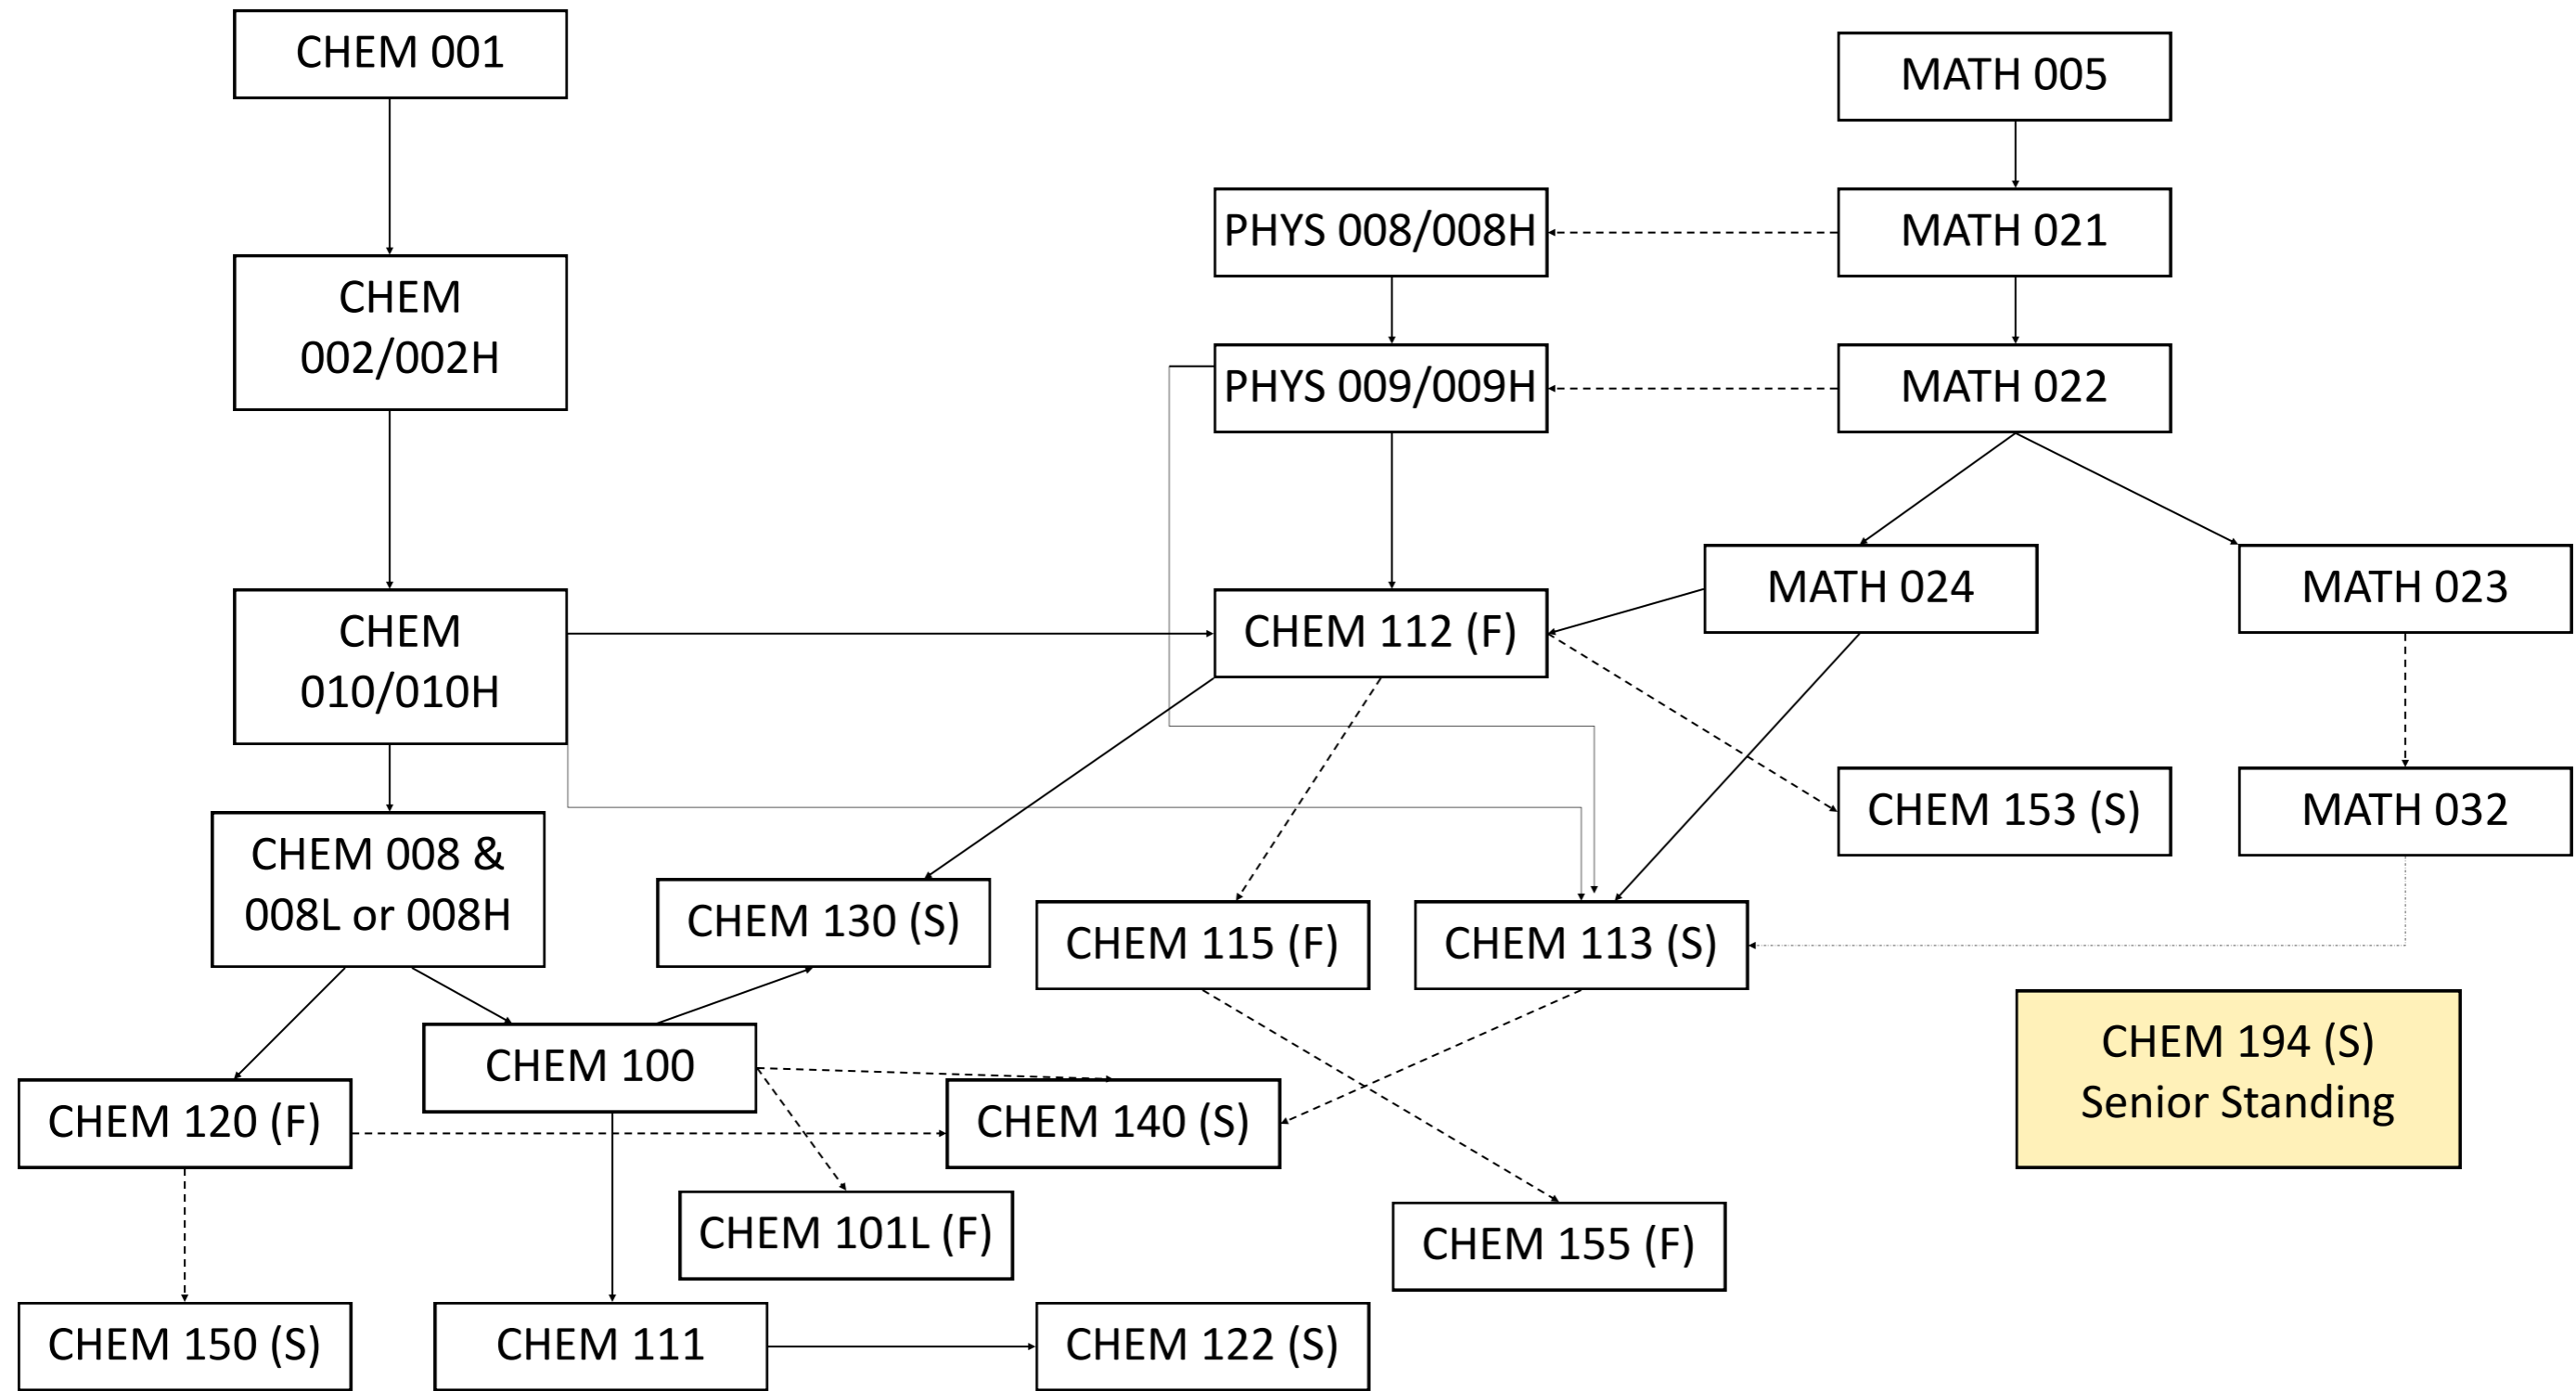 CHEM 001
MATH 005
PHYS 008/008H
MATH 021
CHEM
002/002H
PHYS 009/009H
MATH 022
CHEM
010/010H
CHEM 112 (F)
MATH 024
MATH 023
CHEM 153 (S)
MATH 032
CHEM 008 &
008L or 008H
CHEM 130 (S)
CHEM 115 (F)
CHEM 113 (S)
CHEM 100
CHEM 194 (S)
Senior Standing
CHEM 120 (F)
CHEM 140 (S)
CHEM 101L (F)
CHEM 155 (F)
CHEM 150 (S)
CHEM 111
CHEM 122 (S)